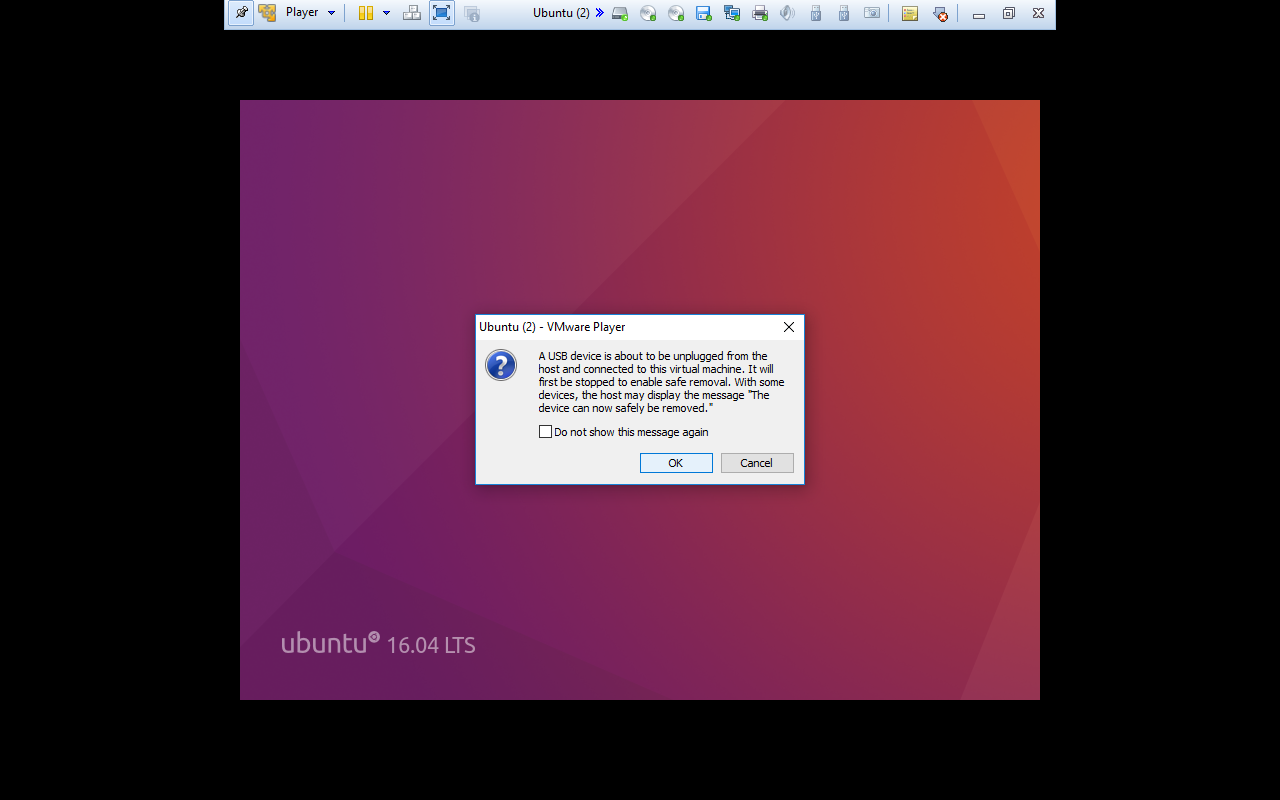 Player
Ubuntu (2)
Ubuntu (2) - VMware Player
A USB device is about to be unplugged from the
host and connected to this virtual machine. It will
first be stopped to enable safe removal. With some
devices, the host may display the message "The
device can now safely be removed."
Do not show this message again
OK
Cancel
ubuntu 16.04 LTS